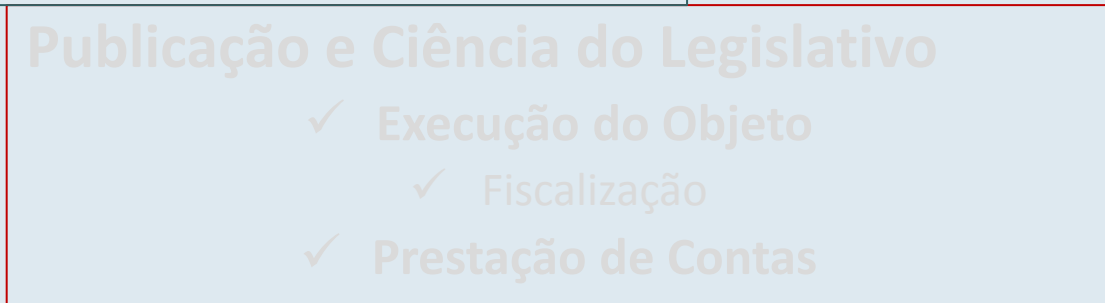 Publicação e Ciência do Legislativo
✓ Execução do Objeto
✓ Fiscalização
✓ Prestação de Contas